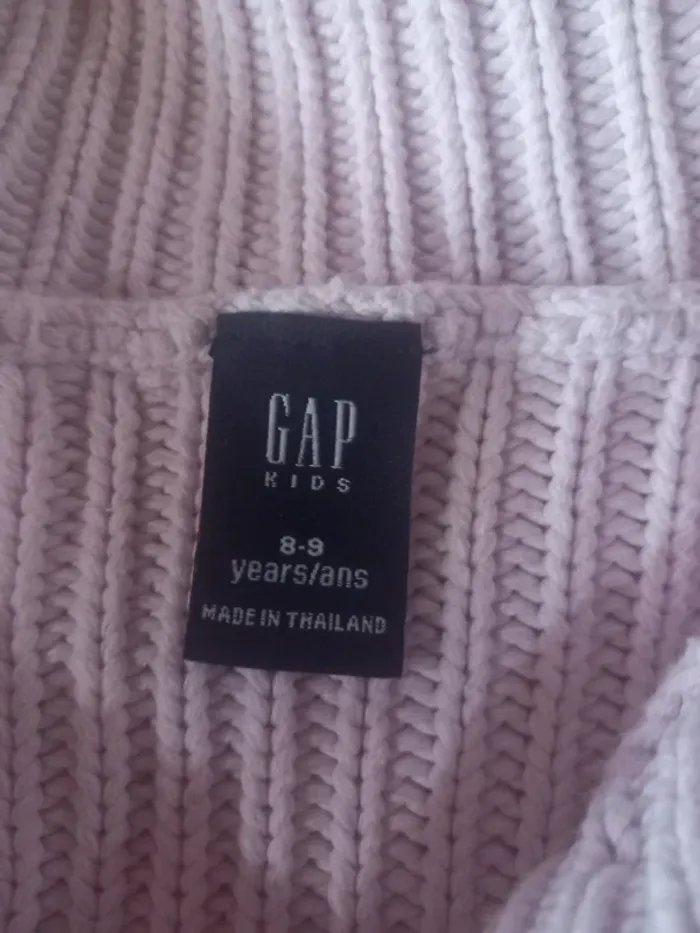 GAP
KIDS
8-9
years/ans
MADE IN THAILAND